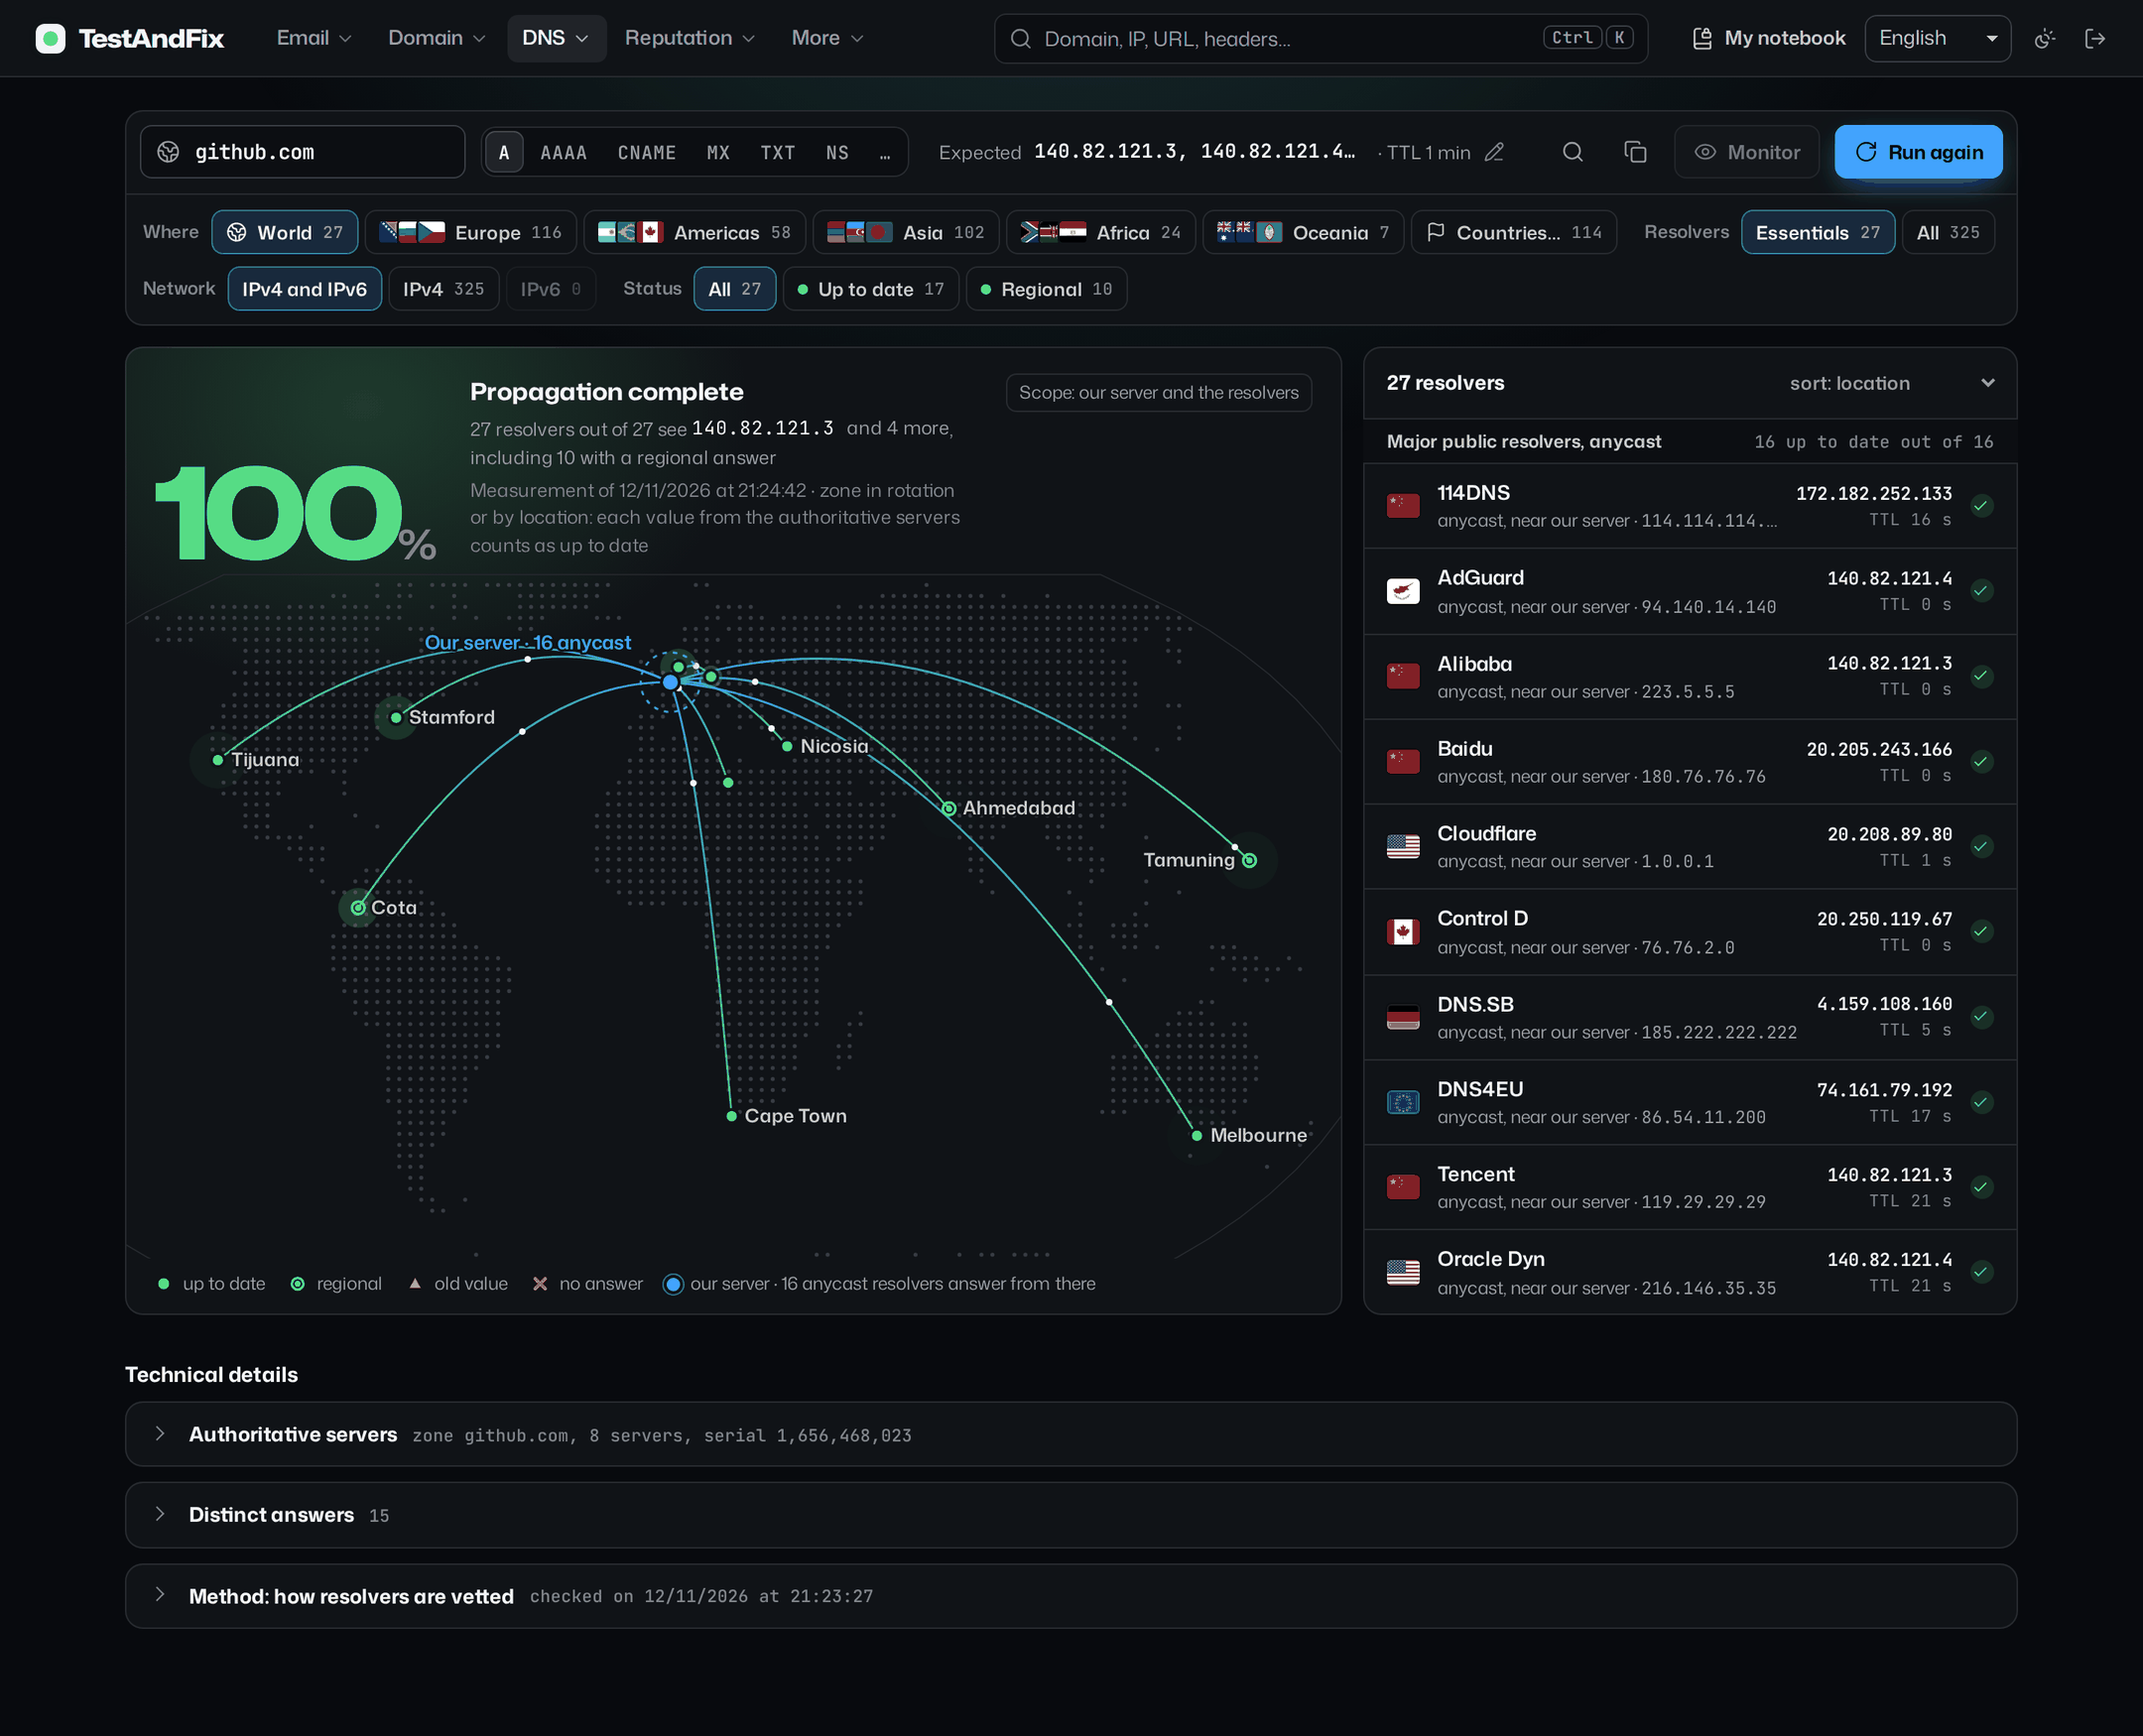 TestAndFix Email Domain DNS Reputation More Domain, IP, URL, headers... Ctrl K My notebook English
github.com A AAAA CNAME MX TXT NS … Expected 140.82.121.3, 140.82.121.4… · TTL 1 min Monitor Run again
Where World 27 Europe 116 Americas 58 Asia 102 Africa 24 Oceania 7 Countries... 114 Resolvers Essentials 27 All 325
Network IPv4 and IPv6 IPv4 325 IPv6 0 Status All 27 Up to date 17 Regional 10
100%
Propagation complete
Scope: our server and the resolvers
27 resolvers out of 27 see 140.82.121.3 and 4 more,
including 10 with a regional answer
Measurement of 12/11/2026 at 21:24:42 · zone in rotation
or by location: each value from the authoritative servers
counts as up to date
Our server · 16 anycast
Stamford
Nicosia
Tijuana
Ahmedabad
Tamuning
Cota
Cape Town
Melbourne
up to date regional old value no answer our server · 16 anycast resolvers answer from there
27 resolvers sort: location
Major public resolvers, anycast 16 up to date out of 16
114DNS 172.182.252.133
anycast, near our server · 114.114.114.… TTL 16 s
AdGuard 140.82.121.4
anycast, near our server · 94.140.14.140 TTL 0 s
Alibaba 140.82.121.3
anycast, near our server · 223.5.5.5 TTL 0 s
Baidu 20.205.243.166
anycast, near our server · 180.76.76.76 TTL 0 s
Cloudflare 20.208.89.80
anycast, near our server · 1.0.0.1 TTL 1 s
Control D 20.250.119.67
anycast, near our server · 76.76.2.0 TTL 0 s
DNS.SB 4.159.108.160
anycast, near our server · 185.222.222.222 TTL 5 s
DNS4EU 74.161.79.192
anycast, near our server · 86.54.11.200 TTL 17 s
Tencent 140.82.121.3
anycast, near our server · 119.29.29.29 TTL 21 s
Oracle Dyn 140.82.121.4
anycast, near our server · 216.146.35.35 TTL 21 s
Technical details
Authoritative servers zone github.com, 8 servers, serial 1,656,468,023
Distinct answers 15
Method: how resolvers are vetted checked on 12/11/2026 at 21:23:27